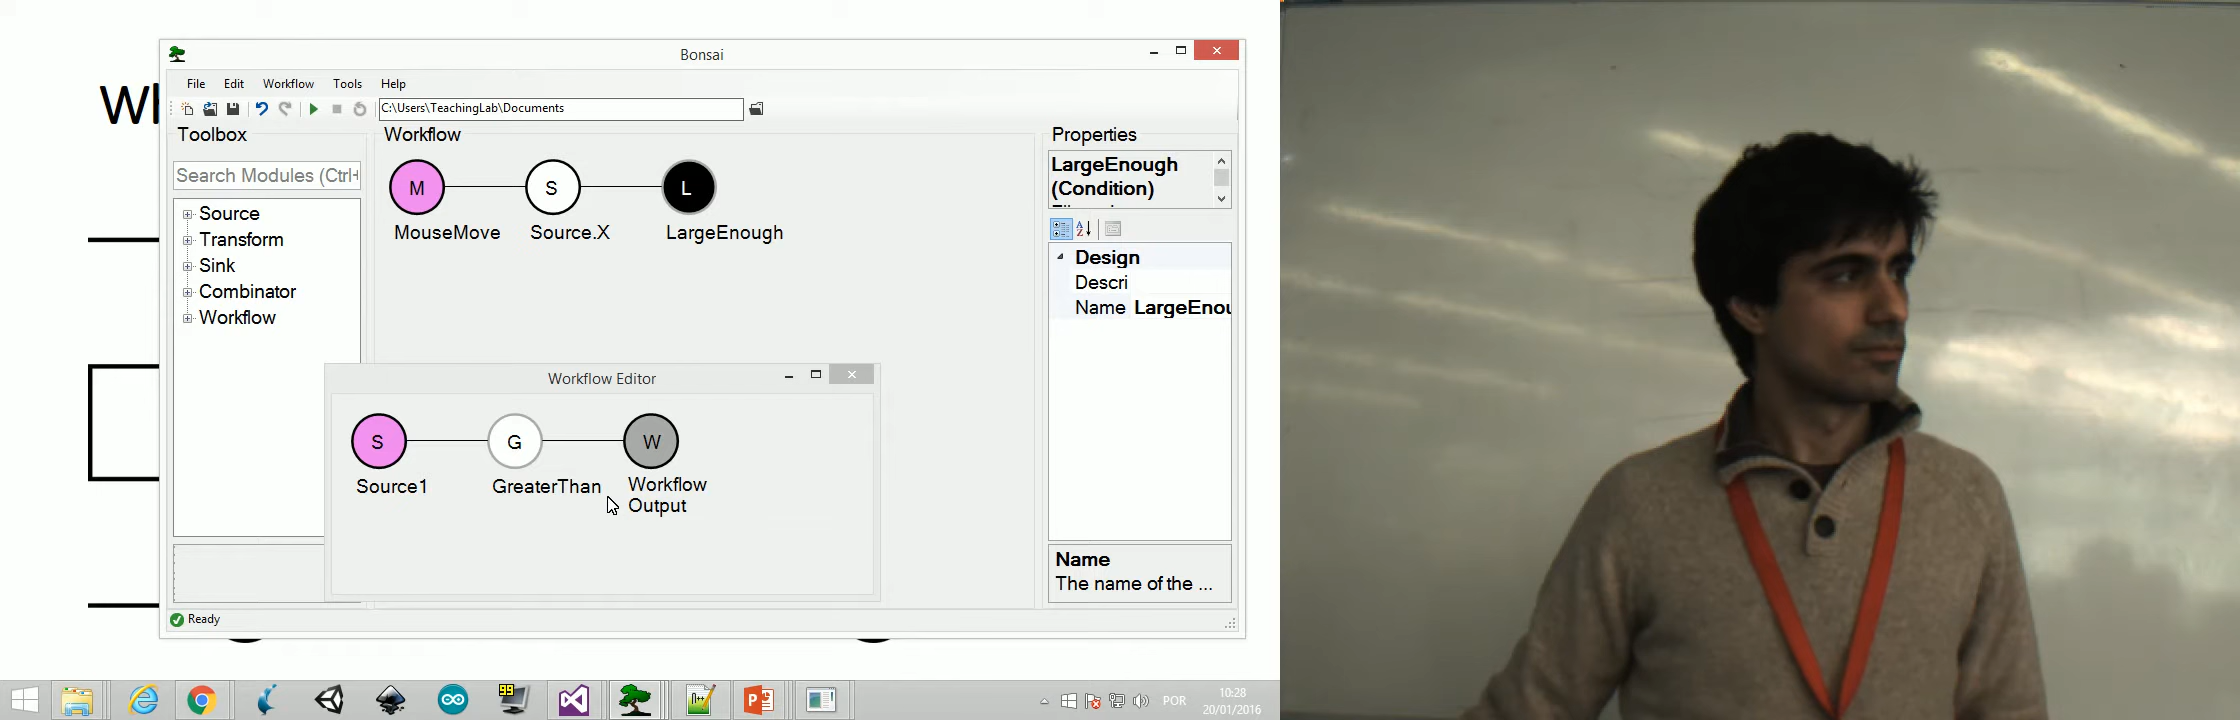 Wh
Bonsai
File Edit Workflow Tools Help
C:\Users\TeachingLab\Documents
Toolbox
Workflow
Properties
Search Modules (Ctrl+
Source
Transform
Sink
Combinator
Workflow
M
S
L
MouseMove
Source.X
LargeEnough
LargeEnough
(Condition)
Design
Descri
Name LargeEnou
Workflow Editor
S
G
W
Source1
GreaterThan
Workflow
Output
Name
The name of the ...
Ready
99
POR
10:28
20/01/2016